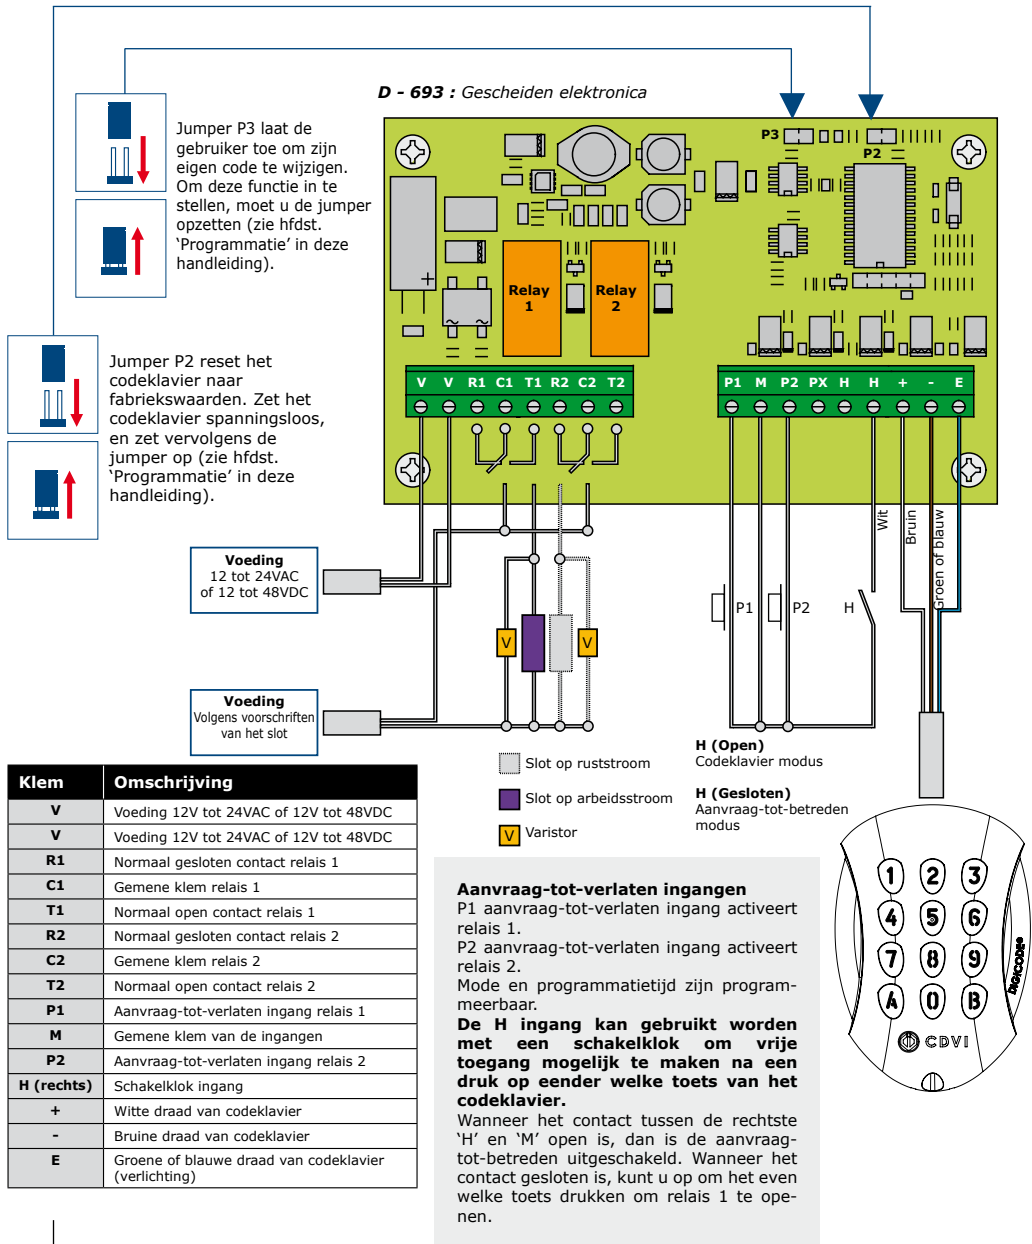 D - 693 : Gescheiden elektronica
Jumper P3 laat de
gebruiker toe om zijn
eigen code te wijzigen.
Om deze functie in te
stellen, moet u de jumper
opzetten (zie hfdst.
‘Programmatie’ in deze
handleiding).
P3
P2
Relay
1
Relay
2
+
~ ~
Jumper P2 reset het
codeklavier naar
fabriekswaarden. Zet het
codeklavier spanningsloos,
en zet vervolgens de
jumper op (zie hfdst.
‘Programmatie’ in deze
handleiding).
V V R1 C1 T1 R2 C2 T2
P1 M P2 PX H H + - E
Wit
Bruin
Groen of blauw
Voeding
12 tot 24VAC
of 12 tot 48VDC
P1
P2
H
V
V
Voeding
Volgens voorschriften
van het slot
Slot op ruststroom
Slot op arbeidsstroom
V Varistor
H (Open)
Codeklavier modus
H (Gesloten)
Aanvraag-tot-betreden
modus
Klem Omschrijving
V Voeding 12V tot 24VAC of 12V tot 48VDC
V Voeding 12V tot 24VAC of 12V tot 48VDC
R1 Normaal gesloten contact relais 1
C1 Gemene klem relais 1
T1 Normaal open contact relais 1
R2 Normaal gesloten contact relais 2
C2 Gemene klem relais 2
T2 Normaal open contact relais 2
P1 Aanvraag-tot-verlaten ingang relais 1
M Gemene klem van de ingangen
P2 Aanvraag-tot-verlaten ingang relais 2
H (rechts) Schakelklok ingang
+ Witte draad van codeklavier
- Bruine draad van codeklavier
E Groene of blauwe draad van codeklavier
(verlichting)
Aanvraag-tot-verlaten ingangen
P1 aanvraag-tot-verlaten ingang activeert
relais 1.
P2 aanvraag-tot-verlaten ingang activeert
relais 2.
Mode en programmatietijd zijn program-
meerbaar.
De H ingang kan gebruikt worden
met een schakelklok om vrije
toegang mogelijk te maken na een
druk op eender welke toets van het
codeklavier.
Wanneer het contact tussen de rechtste
‘H’ en ‘M’ open is, dan is de aanvraag-
tot-betreden uitgeschakeld. Wanneer het
contact gesloten is, kunt u op om het even
welke toets drukken om relais 1 te ope-
nen.
1 2 3
4 5 6
7 8 9
A 0 B
DIGICODE®
CDVI